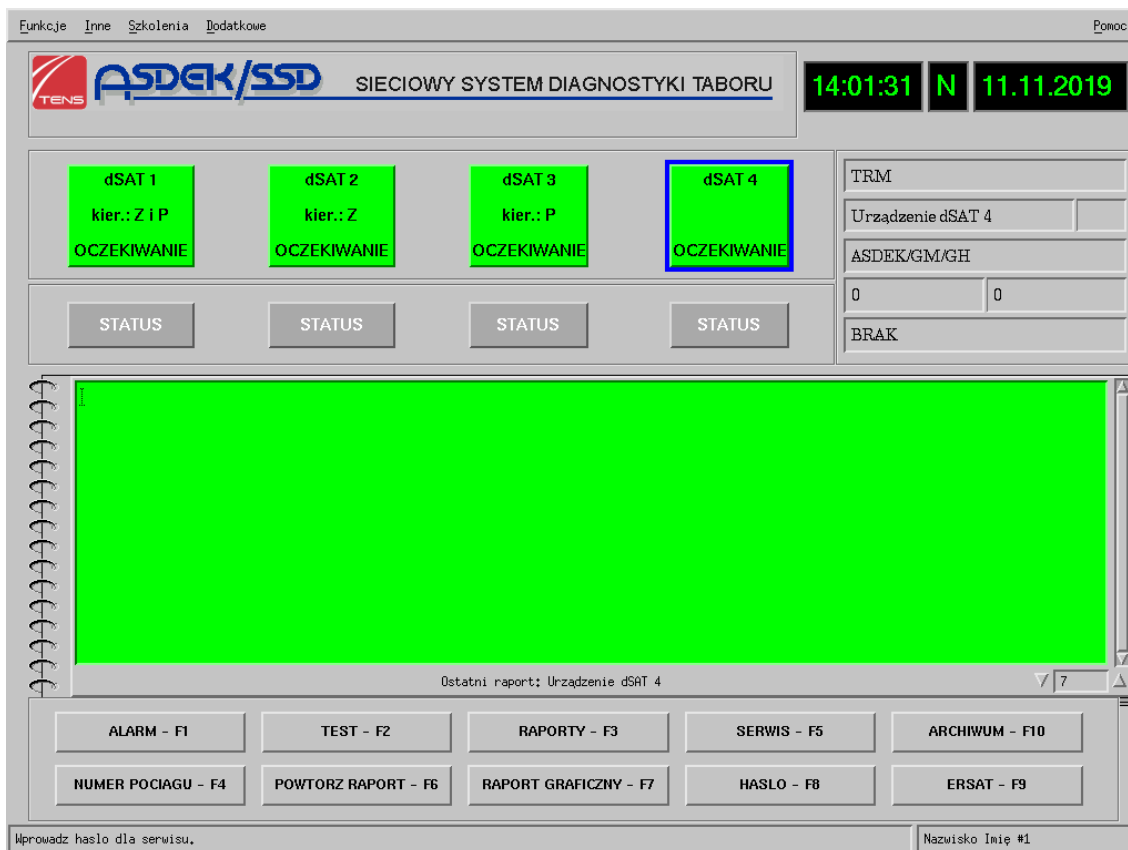 Funkcje Inne Szkolenia Dodatkowe Pomoc
TENS ASDEK/SSD SIECIOWY SYSTEM DIAGNOSTYKI TABORU 14:01:31 N 11.11.2019
dSAT 1
kier.: Z i P
OCZEKIWANIE
dSAT 2
kier.: Z
OCZEKIWANIE
dSAT 3
kier.: P
OCZEKIWANIE
dSAT 4
OCZEKIWANIE
TRM
Urządzenie dSAT 4
ASDEK/GM/GH
0 0
BRAK
STATUS STATUS STATUS STATUS
Ostatni raport: Urządzenie dSAT 4 7
ALARM - F1 TEST - F2 RAPORTY - F3 SERWIS - F5 ARCHIWUM - F10
NUMER POCIAGU - F4 POWTORZ RAPORT - F6 RAPORT GRAFICZNY - F7 HASLO - F8 ERSAT - F9
Wprowadz haslo dla serwisu. Nazwisko Imię #1